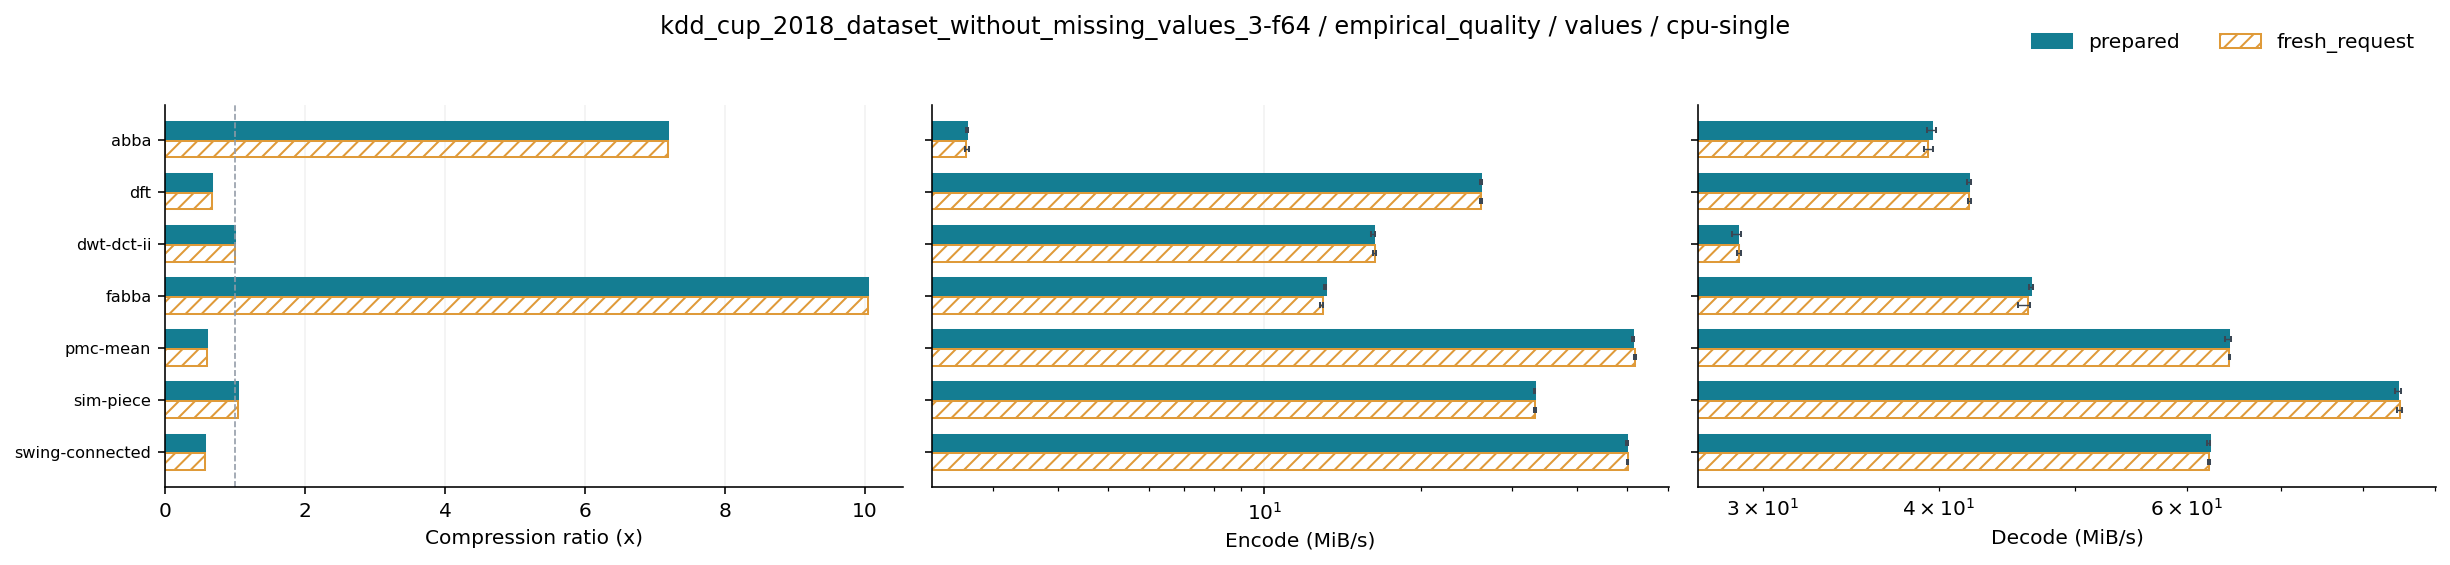 kdd_cup_2018_dataset_without_missing_values_3-f64 / empirical_quality / values / cpu-single
prepared
fresh_request
abba
dft
dwt-dct-ii
fabba
pmc-mean
sim-piece
swing-connected
0 2 4 6 8 10
Compression ratio (x)
10¹
Encode (MiB/s)
3 × 10¹ 4 × 10¹ 6 × 10¹
Decode (MiB/s)